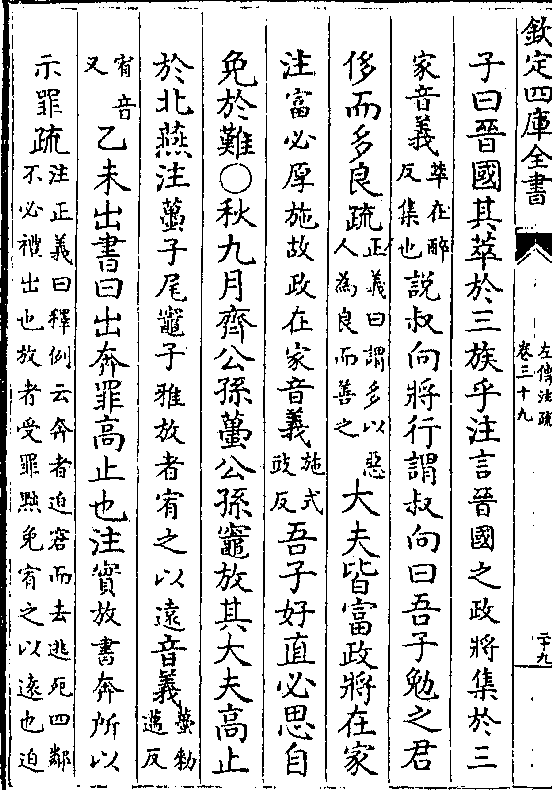 欽定四庫全書
左傳注疏
卷三十九
二十九
子曰晉國其萃於三族乎注言晉國之政將集於三
家音義萃在醉反集也說叔向將行謂叔向曰吾子勉之君
侈而多良疏正義曰謂多以惡人為良而善之大夫皆富政將在家
注富必厚施故政在家音義施式豉反吾子好直必思自
免於難○秋九月齊公孫蠆公孫竈放其大夫高止
於北燕注蠆子尾竈子雅放者宥之以遠音義蠆勑邁反
宥音又乙未出書曰出奔罪高止也注實放書奔所以
示罪疏注正義曰釋例云奔者迫窘而去逃死四鄰不必禮出也放者受罪黜免宥之以遠也迫